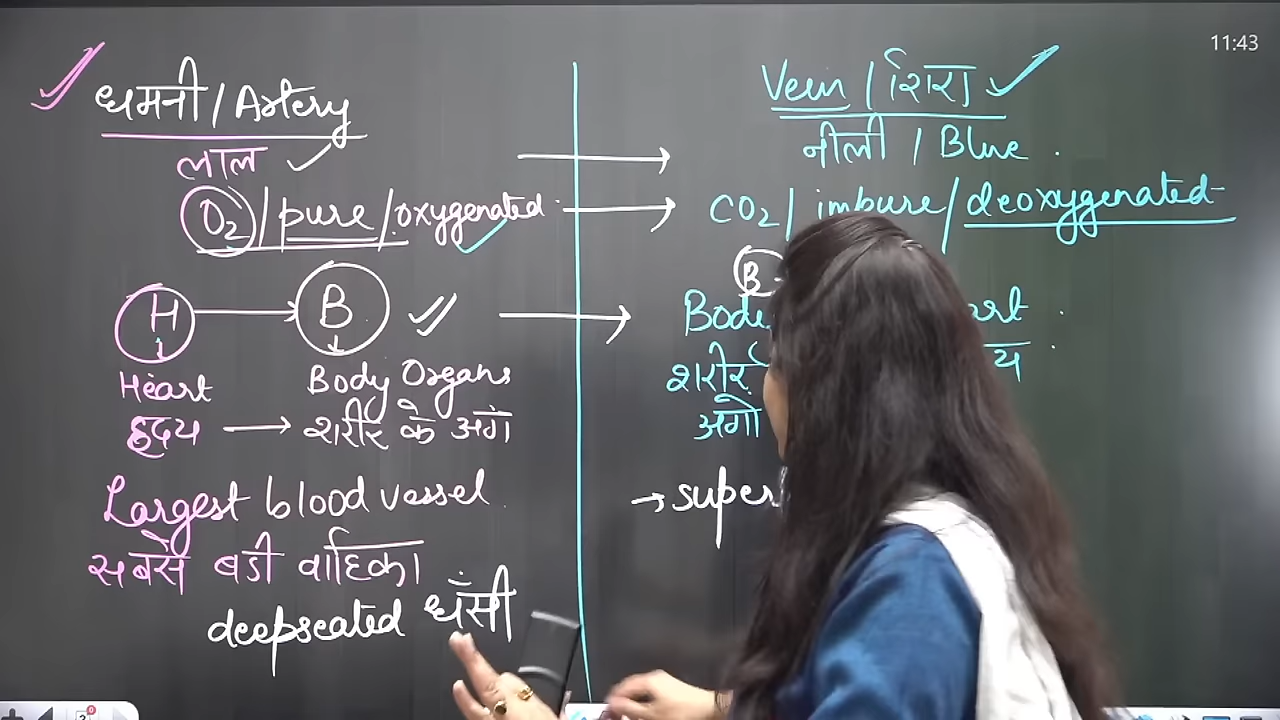 11:43
धमनी / Artery
लाल
O2 / pure / oxygenated
H B
Heart Body Organs
हृदय → शरीर के अंग
Largest blood vessel
सबसे बडी वाहिका
deepseated धंसी
Vein / शिरा
नीली / Blue .
CO2 / impure / deoxygenated
B
शरीर
अंगो
→ super